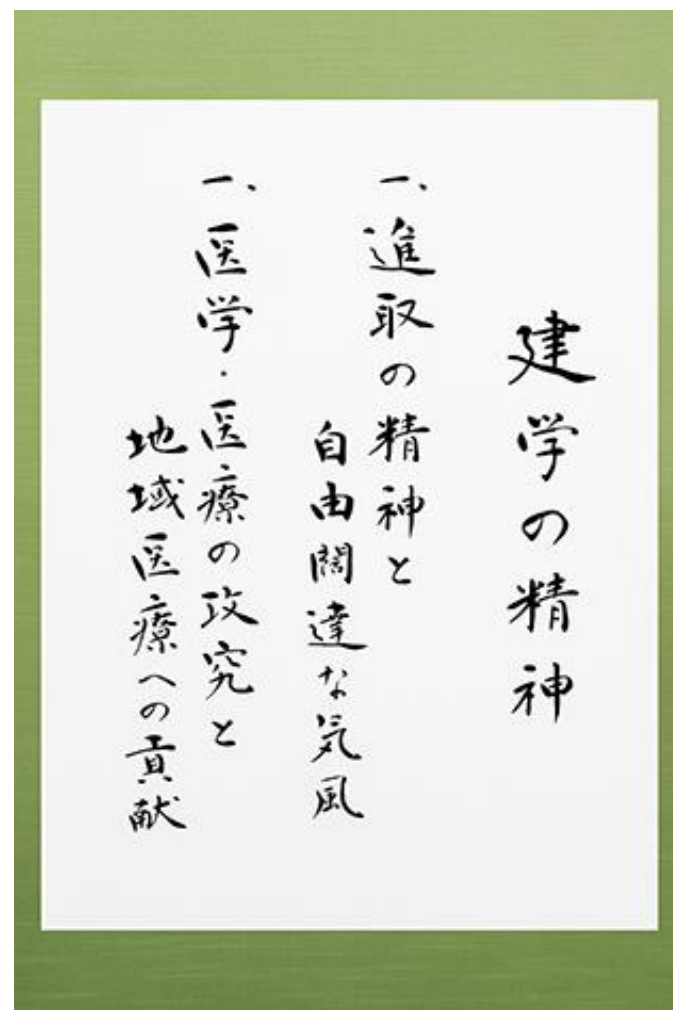 建学の精神
一、進取の精神と
自由闊達な気風
一、医学・医療の攻究と
地域医療への貢献